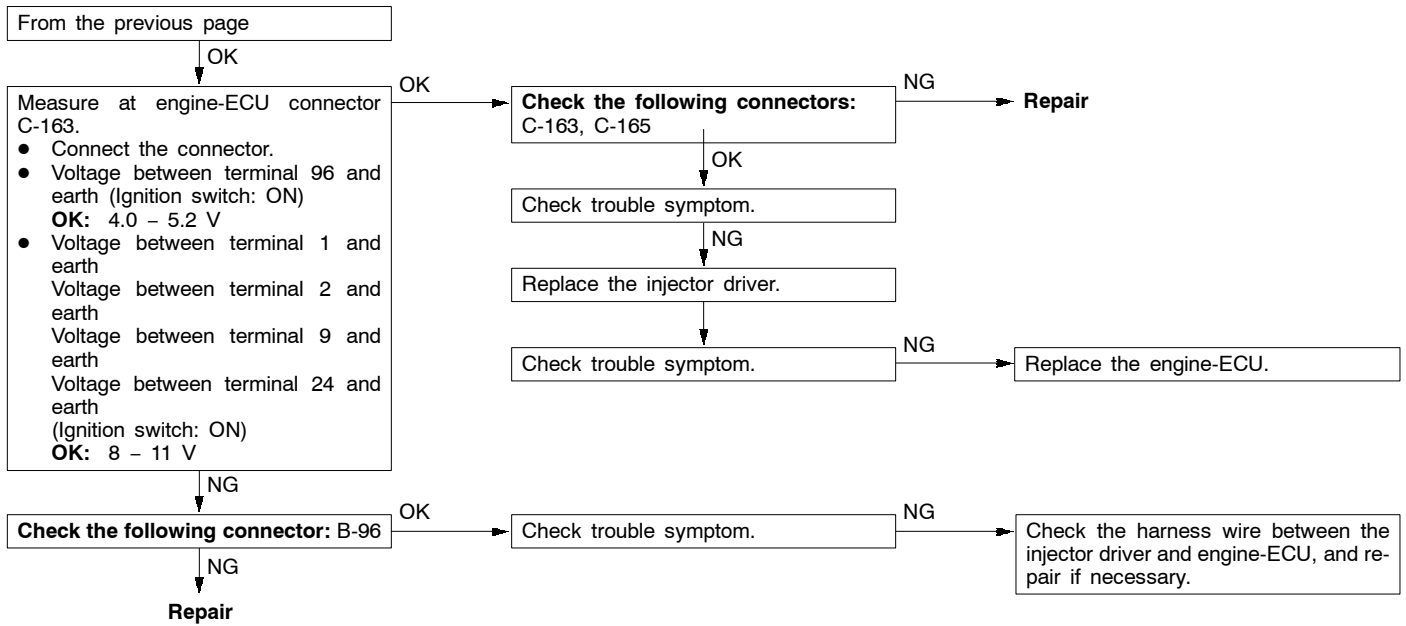 From the previous page
OK
Measure at engine-ECU connector
C-163.
● Connect the connector.
● Voltage between terminal 96 and
earth (Ignition switch: ON)
OK: 4.0 – 5.2 V
● Voltage between terminal 1 and
earth
Voltage between terminal 2 and
earth
Voltage between terminal 9 and
earth
Voltage between terminal 24 and
earth
(Ignition switch: ON)
OK: 8 – 11 V
OK
Check the following connectors:
C-163, C-165
NG
Repair
OK
Check trouble symptom.
NG
Replace the injector driver.
Check trouble symptom.
NG
Replace the engine-ECU.
NG
Check the following connector: B-96
OK
Check trouble symptom.
NG
Check the harness wire between the
injector driver and engine-ECU, and re-
pair if necessary.
NG
Repair